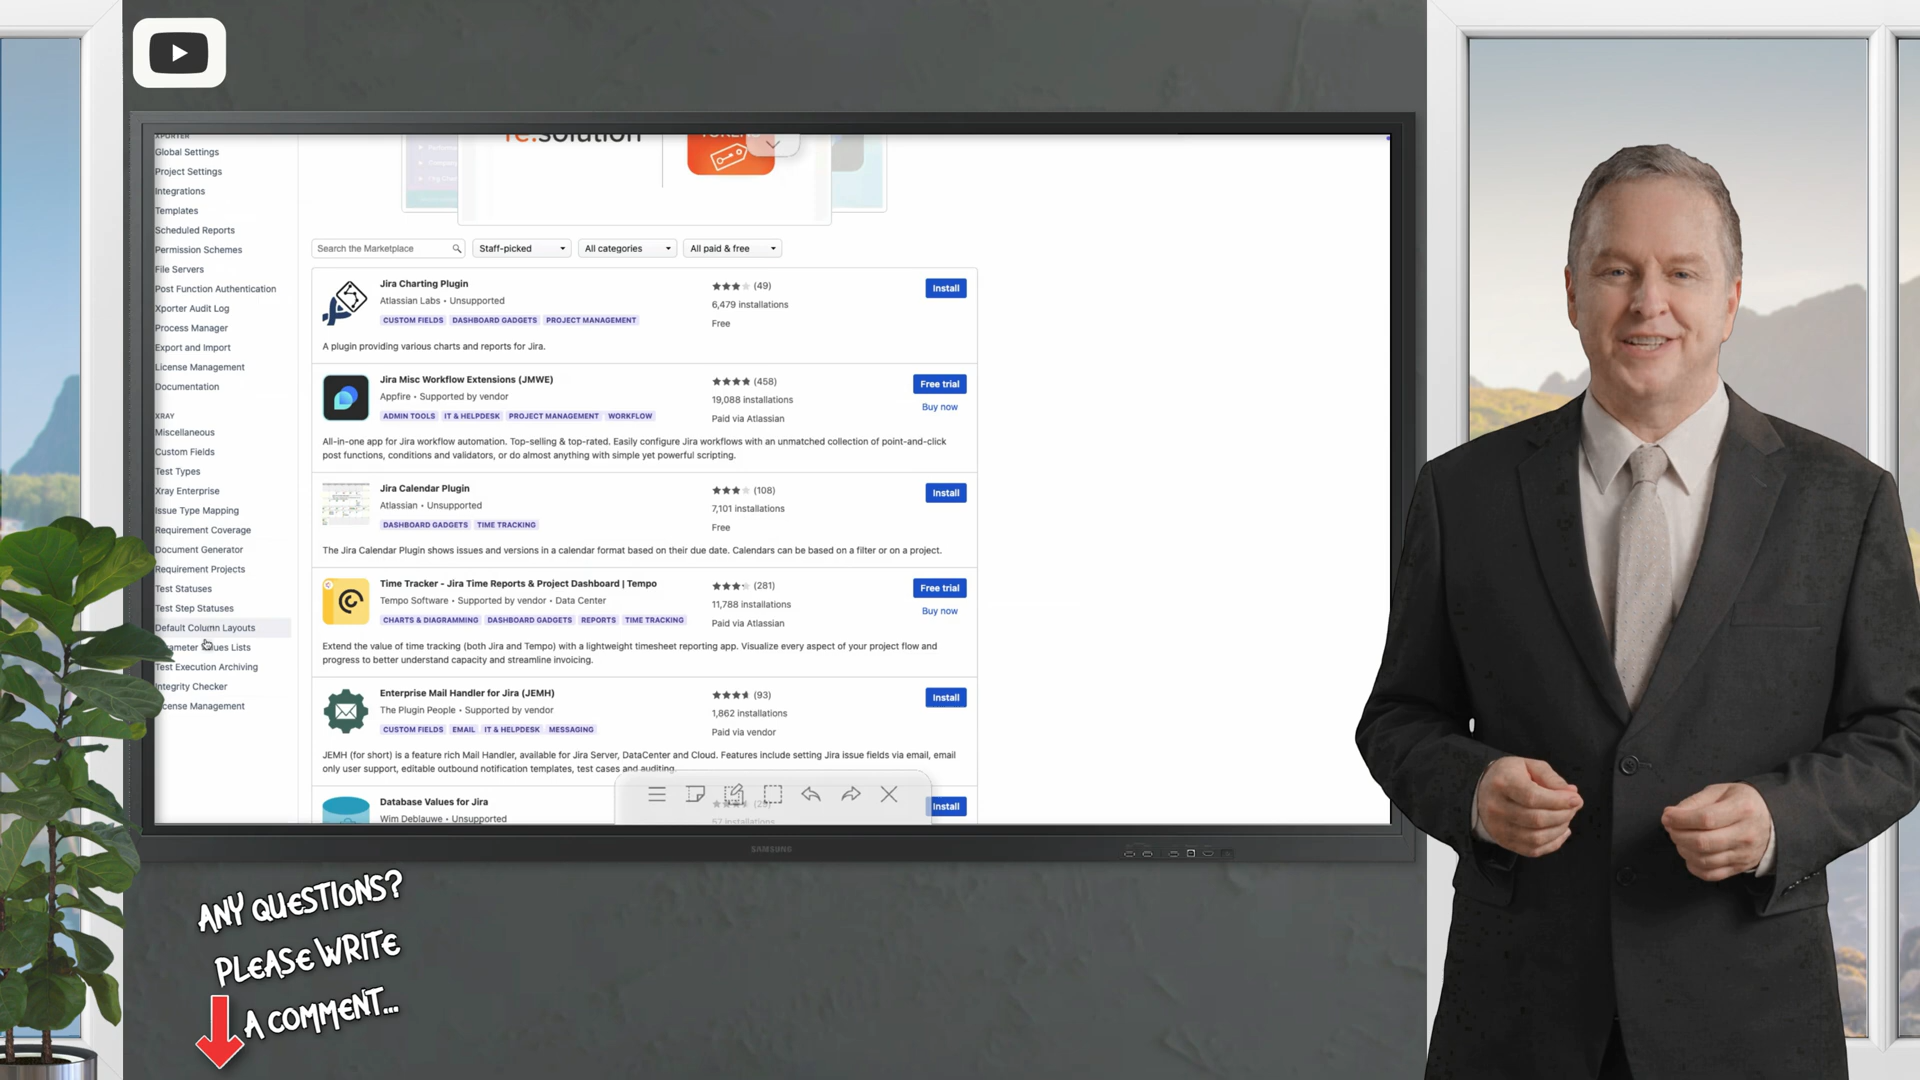 XPORTER
Global Settings
Project Settings
Integrations
Templates
Scheduled Reports
Permission Schemes
File Servers
Post Function Authentication
Xporter Audit Log
Process Manager
Export and Import
License Management
Documentation
XRAY
Miscellaneous
Custom Fields
Test Types
Xray Enterprise
Issue Type Mapping
Requirement Coverage
Document Generator
Requirement Projects
Test Statuses
Test Step Statuses
Default Column Layouts
Test Execution Archiving
Integrity Checker
re:solution
TOKEN
Search the Marketplace
Staff-picked
All categories
All paid & free
Jira Charting Plugin
Atlassian Labs • Unsupported
CUSTOM FIELDS DASHBOARD GADGETS PROJECT MANAGEMENT
(49)
6,479 installations
Free
Install
A plugin providing various charts and reports for Jira.
Jira Misc Workflow Extensions (JMWE)
Appfire • Supported by vendor
ADMIN TOOLS IT & HELPDESK PROJECT MANAGEMENT WORKFLOW
(458)
19,088 installations
Paid via Atlassian
Free trial
Buy now
All-in-one app for Jira workflow automation. Top-selling & top-rated. Easily configure Jira workflows with an unmatched collection of point-and-click
post functions, conditions and validators, or do almost anything with simple yet powerful scripting.
Jira Calendar Plugin
Atlassian • Unsupported
DASHBOARD GADGETS TIME TRACKING
(108)
7,101 installations
Free
Install
The Jira Calendar Plugin shows issues and versions in a calendar format based on their due date. Calendars can be based on a filter or on a project.
Time Tracker - Jira Time Reports & Project Dashboard | Tempo
Tempo Software • Supported by vendor • Data Center
CHARTS & DIAGRAMMING DASHBOARD GADGETS REPORTS TIME TRACKING
(281)
11,788 installations
Paid via Atlassian
Free trial
Buy now
Extend the value of time tracking (both Jira and Tempo) with a lightweight timesheet reporting app. Visualize every aspect of your project flow and
progress to better understand capacity and streamline invoicing.
Enterprise Mail Handler for Jira (JEMH)
The Plugin People • Supported by vendor
CUSTOM FIELDS EMAIL IT & HELPDESK MESSAGING
(93)
1,862 installations
Paid via vendor
Install
JEMH (for short) is a feature rich Mail Handler, available for Jira Server, DataCenter and Cloud. Features include setting Jira issue fields via email, email
only user support, editable outbound notification templates, test cases and auditing.
Database Values for Jira
Wim Deblauwe • Unsupported
57 installations
Install
SAMSUNG
ANY QUESTIONS?
PLEASE WRITE
A COMMENT...